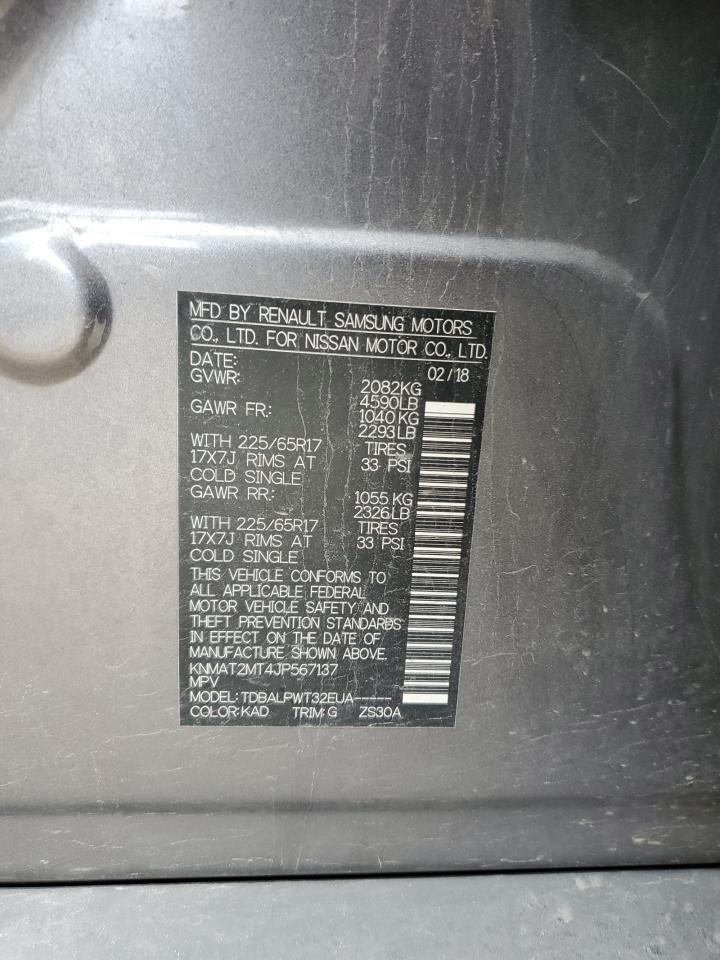 MFD BY RENAULT SAMSUNG MOTORS
CO., LTD. FOR NISSAN MOTOR CO., LTD.
DATE: 02/18
GVWR: 2082KG
4590LB
GAWR FR: 1040KG
2293LB
WITH 225/65R17 TIRES
17X7J RIMS AT 33 PSI
COLD SINGLE
GAWR RR: 1055KG
2326LB
WITH 225/65R17 TIRES
17X7J RIMS AT 33 PSI
COLD SINGLE
THIS VEHICLE CONFORMS TO
ALL APPLICABLE FEDERAL
MOTOR VEHICLE SAFETY AND
THEFT PREVENTION STANDARDS
IN EFFECT ON THE DATE OF
MANUFACTURE SHOWN ABOVE.
KNMAT2MT4JP567137
MPV
MODEL: TDBALPWT32EUA-----
COLOR: KAD TRIM: G ZS30A